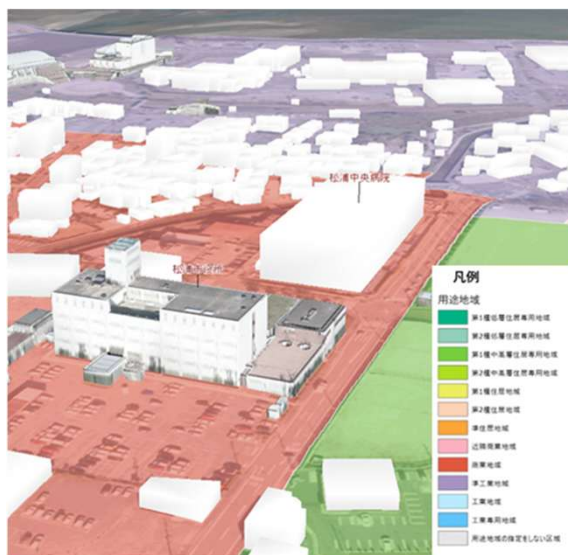 松浦中央病院
松浦市役所
凡例
用途地域
第1種低層住居専用地域
第2種低層住居専用地域
第1種中高層住居専用地域
第2種中高層住居専用地域
第1種住居地域
第2種住居地域
準住居地域
近隣商業地域
商業地域
準工業地域
工業地域
工業専用地域
用途地域の指定をしない区域